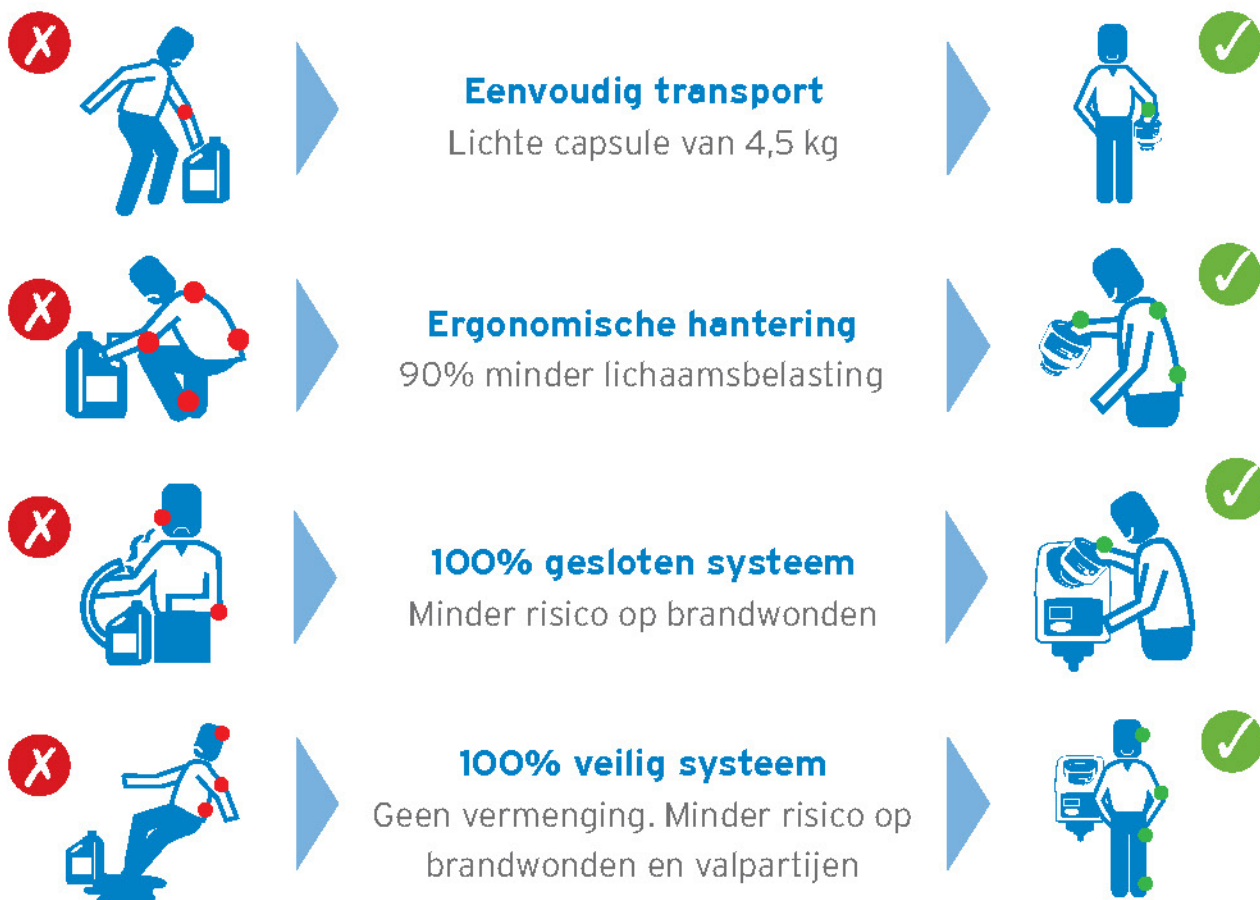 Eenvoudig transport
Lichte capsule van 4,5 kg
Ergonomische hantering
90% minder lichaamsbelasting
100% gesloten systeem
Minder risico op brandwonden
100% veilig systeem
Geen vermenging. Minder risico op
brandwonden en valpartijen